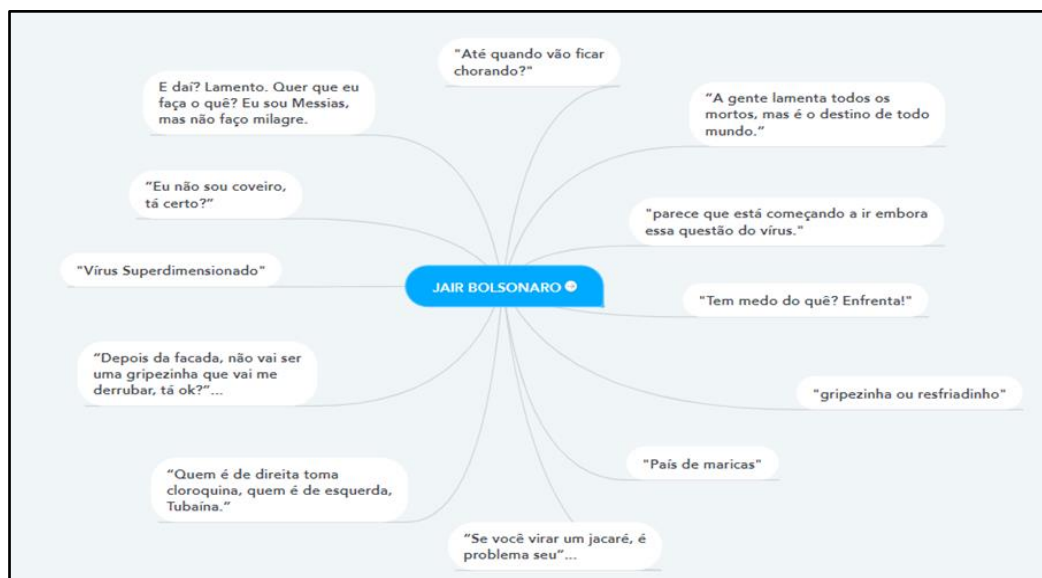 "Até quando vão ficar
chorando?"
E daí? Lamento. Quer que eu
faça o quê? Eu sou Messias,
mas não faço milagre.
“A gente lamenta todos os
mortos, mas é o destino de todo
mundo.”
“Eu não sou coveiro,
tá certo?”
"parece que está começando a ir embora
essa questão do vírus."
"Vírus Superdimensionado"
JAIR BOLSONARO
"Tem medo do quê? Enfrenta!"
“Depois da facada, não vai ser
uma gripezinha que vai me
derrubar, tá ok?”...
"gripezinha ou resfriadinho"
"País de maricas"
“Quem é de direita toma
cloroquina, quem é de esquerda,
Tubaína.”
“Se você virar um jacaré, é
problema seu”...